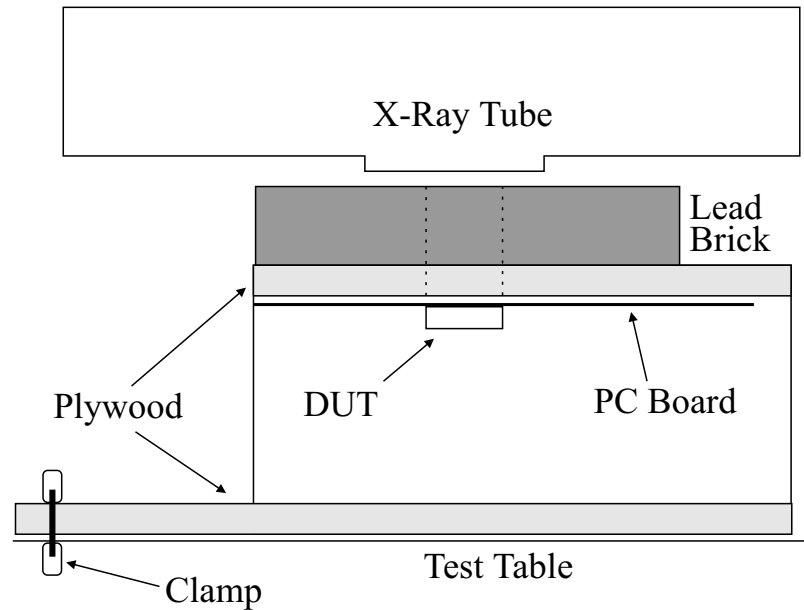 X-Ray Tube
Lead
Brick
Plywood
DUT
PC Board
Clamp
Test Table